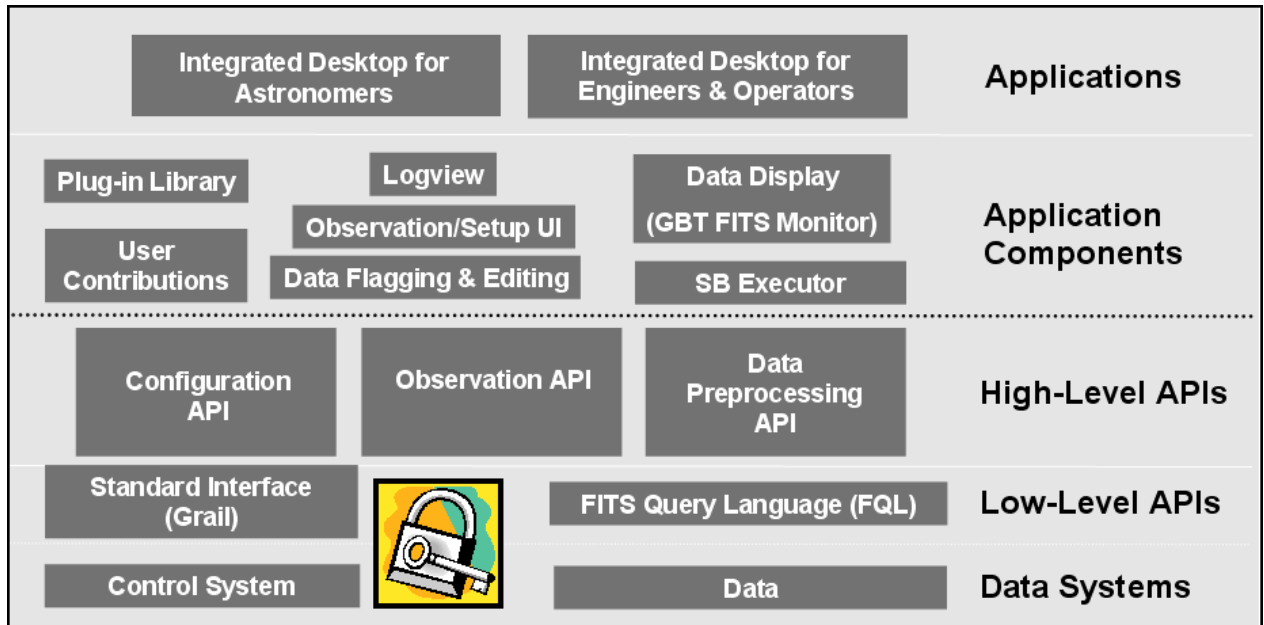 Integrated Desktop for
Astronomers
Integrated Desktop for
Engineers & Operators
Applications
Plug-in Library
Logview
Data Display
(GBT FITS Monitor)
Observation/Setup UI
User
Contributions
Data Flagging & Editing
SB Executor
Application
Components
Configuration
API
Observation API
Data
Preprocessing
API
High-Level APIs
Standard Interface
(Grail)
FITS Query Language (FQL)
Low-Level APIs
Control System
Data
Data Systems